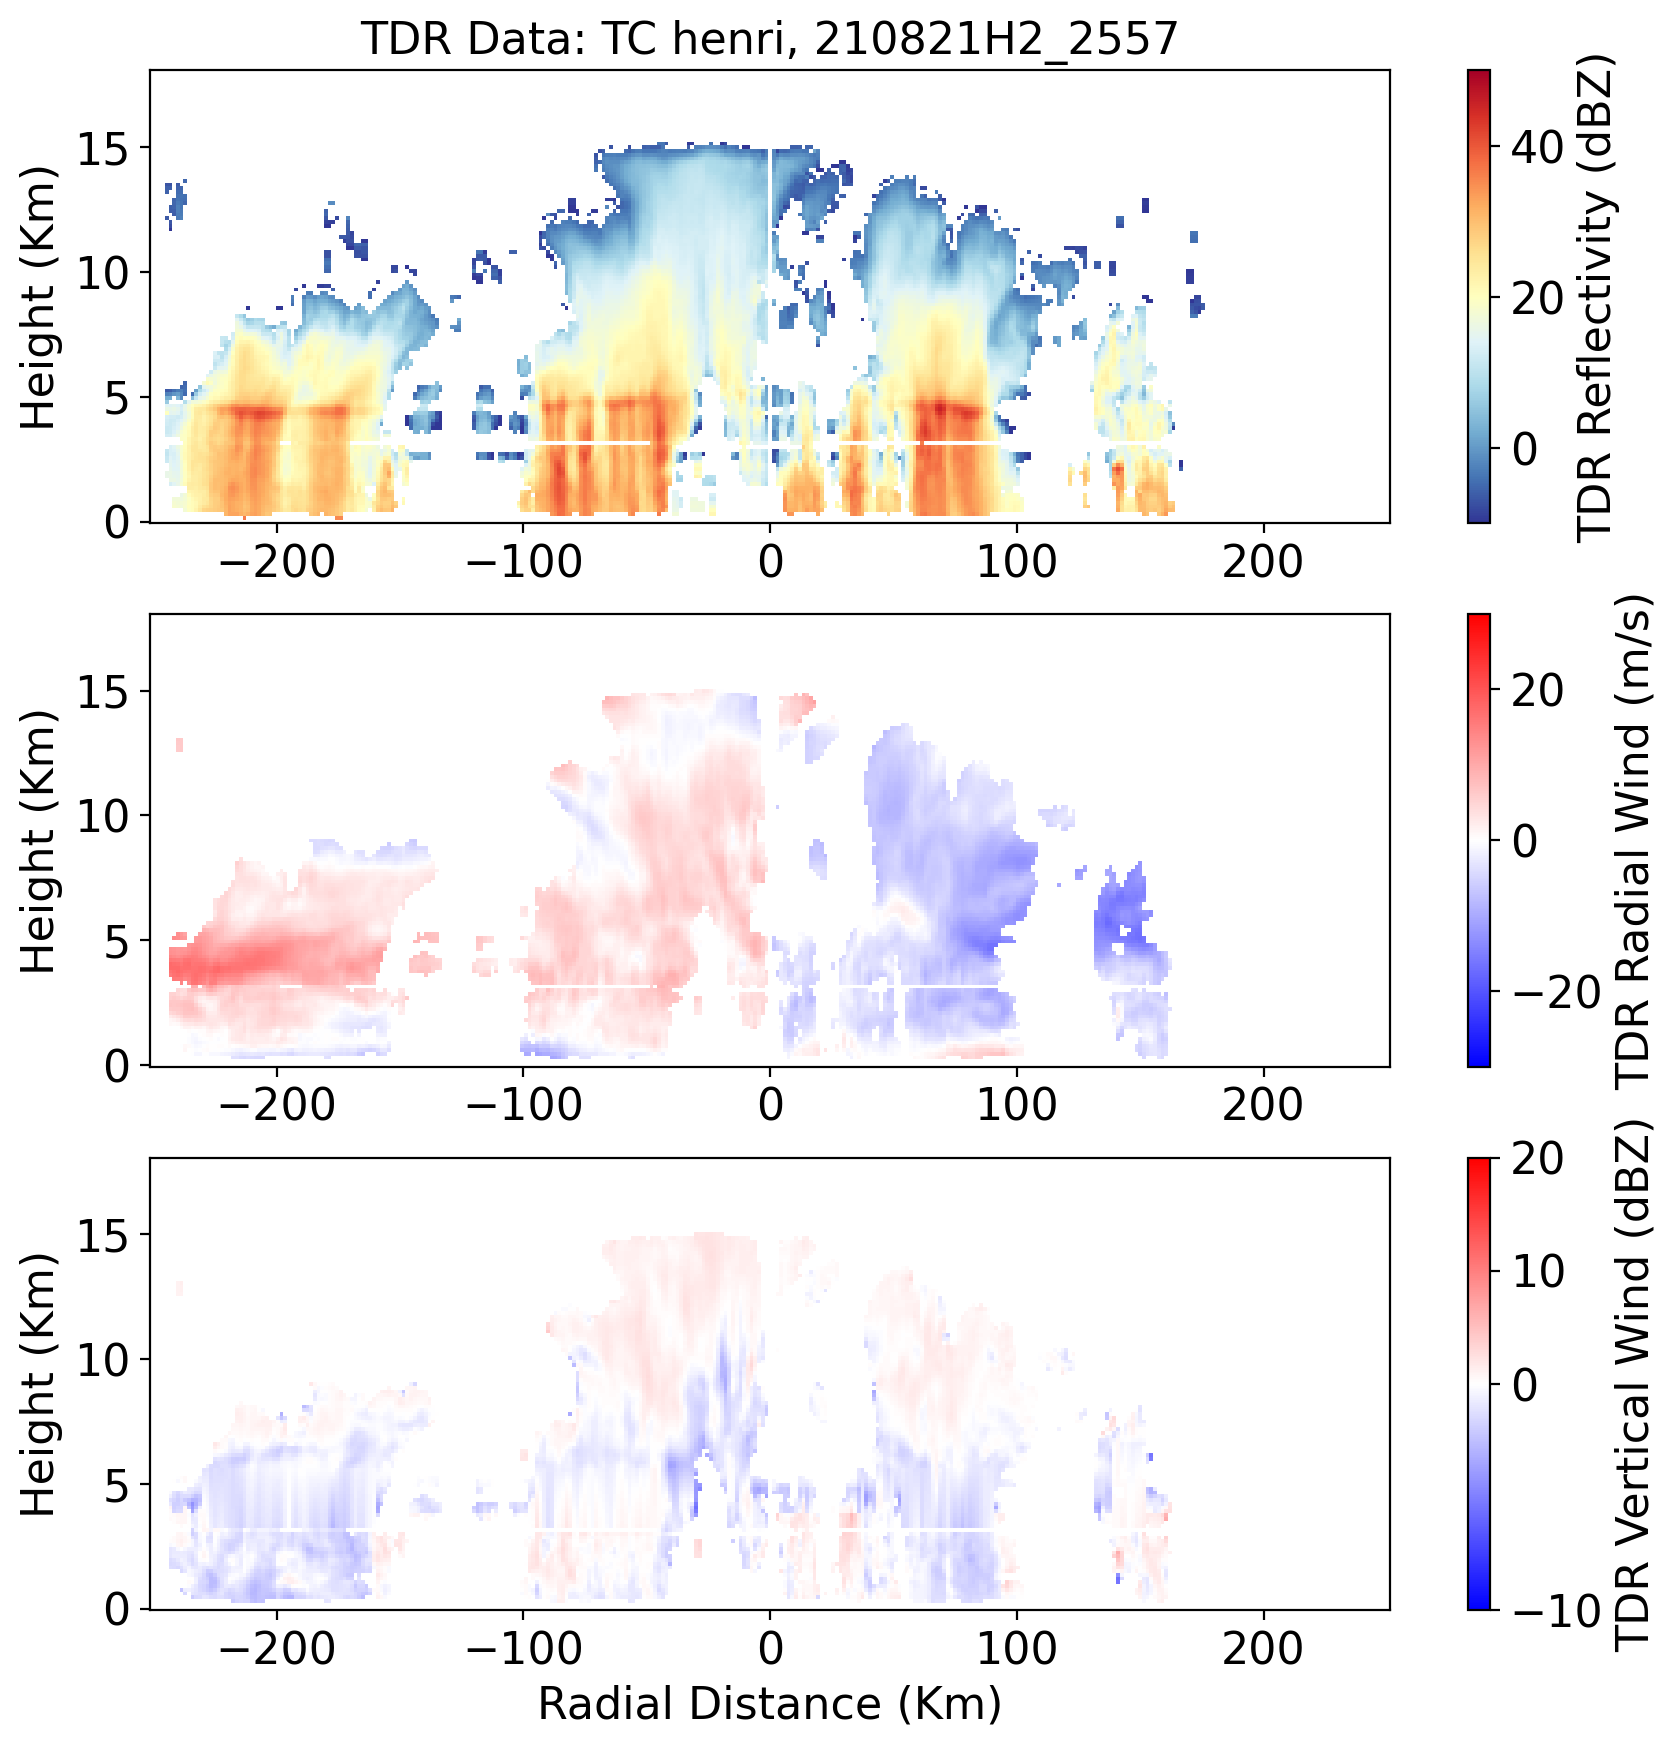 TDR Data: TC henri, 210821H2_2557
Height (Km)
15
10
5
0
−200 −100 0 100 200
40
20
0
TDR Reflectivity (dBZ)
Height (Km)
15
10
5
0
−200 −100 0 100 200
20
0
−20
TDR Radial Wind (m/s)
Height (Km)
15
10
5
0
−200 −100 0 100 200
Radial Distance (Km)
20
10
0
−10
TDR Vertical Wind (dBZ)